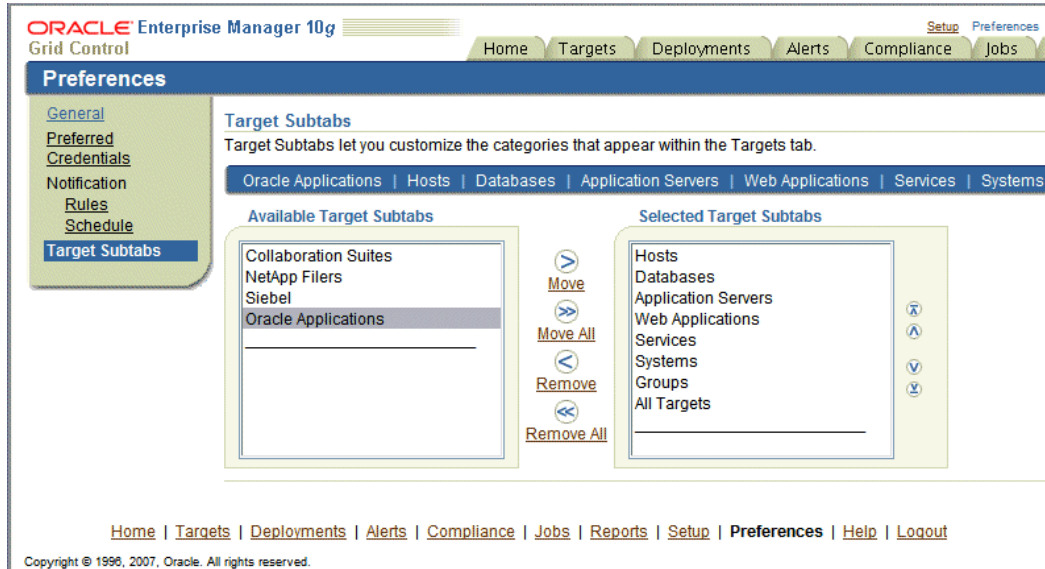 ORACLE Enterprise Manager 10g
Grid Control
Setup Preferences
Home Targets Deployments Alerts Compliance Jobs
Preferences
General
Preferred
Credentials
Notification
Rules
Schedule
Target Subtabs
Target Subtabs
Target Subtabs let you customize the categories that appear within the Targets tab.
Oracle Applications | Hosts | Databases | Application Servers | Web Applications | Services | Systems
Available Target Subtabs
Collaboration Suites
NetApp Filers
Siebel
Oracle Applications
Move
Move All
Remove
Remove All
Selected Target Subtabs
Hosts
Databases
Application Servers
Web Applications
Services
Systems
Groups
All Targets
Home | Targets | Deployments | Alerts | Compliance | Jobs | Reports | Setup | Preferences | Help | Logout
Copyright © 1996, 2007, Oracle. All rights reserved.